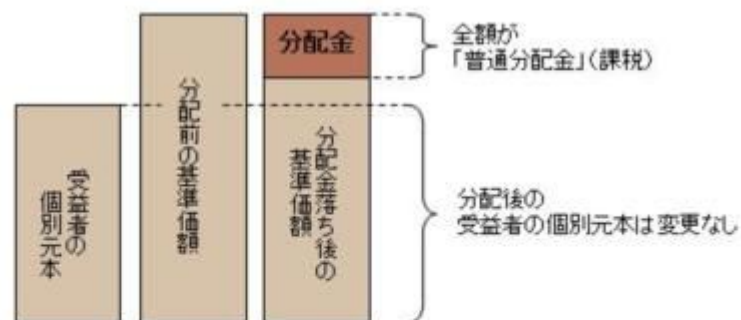 受益者の
個別元本
分配前の基準価額
分配金
分配金落ち後の
基準価額
全額が
「普通分配金」（課税）
分配後の
受益者の個別元本は変更なし